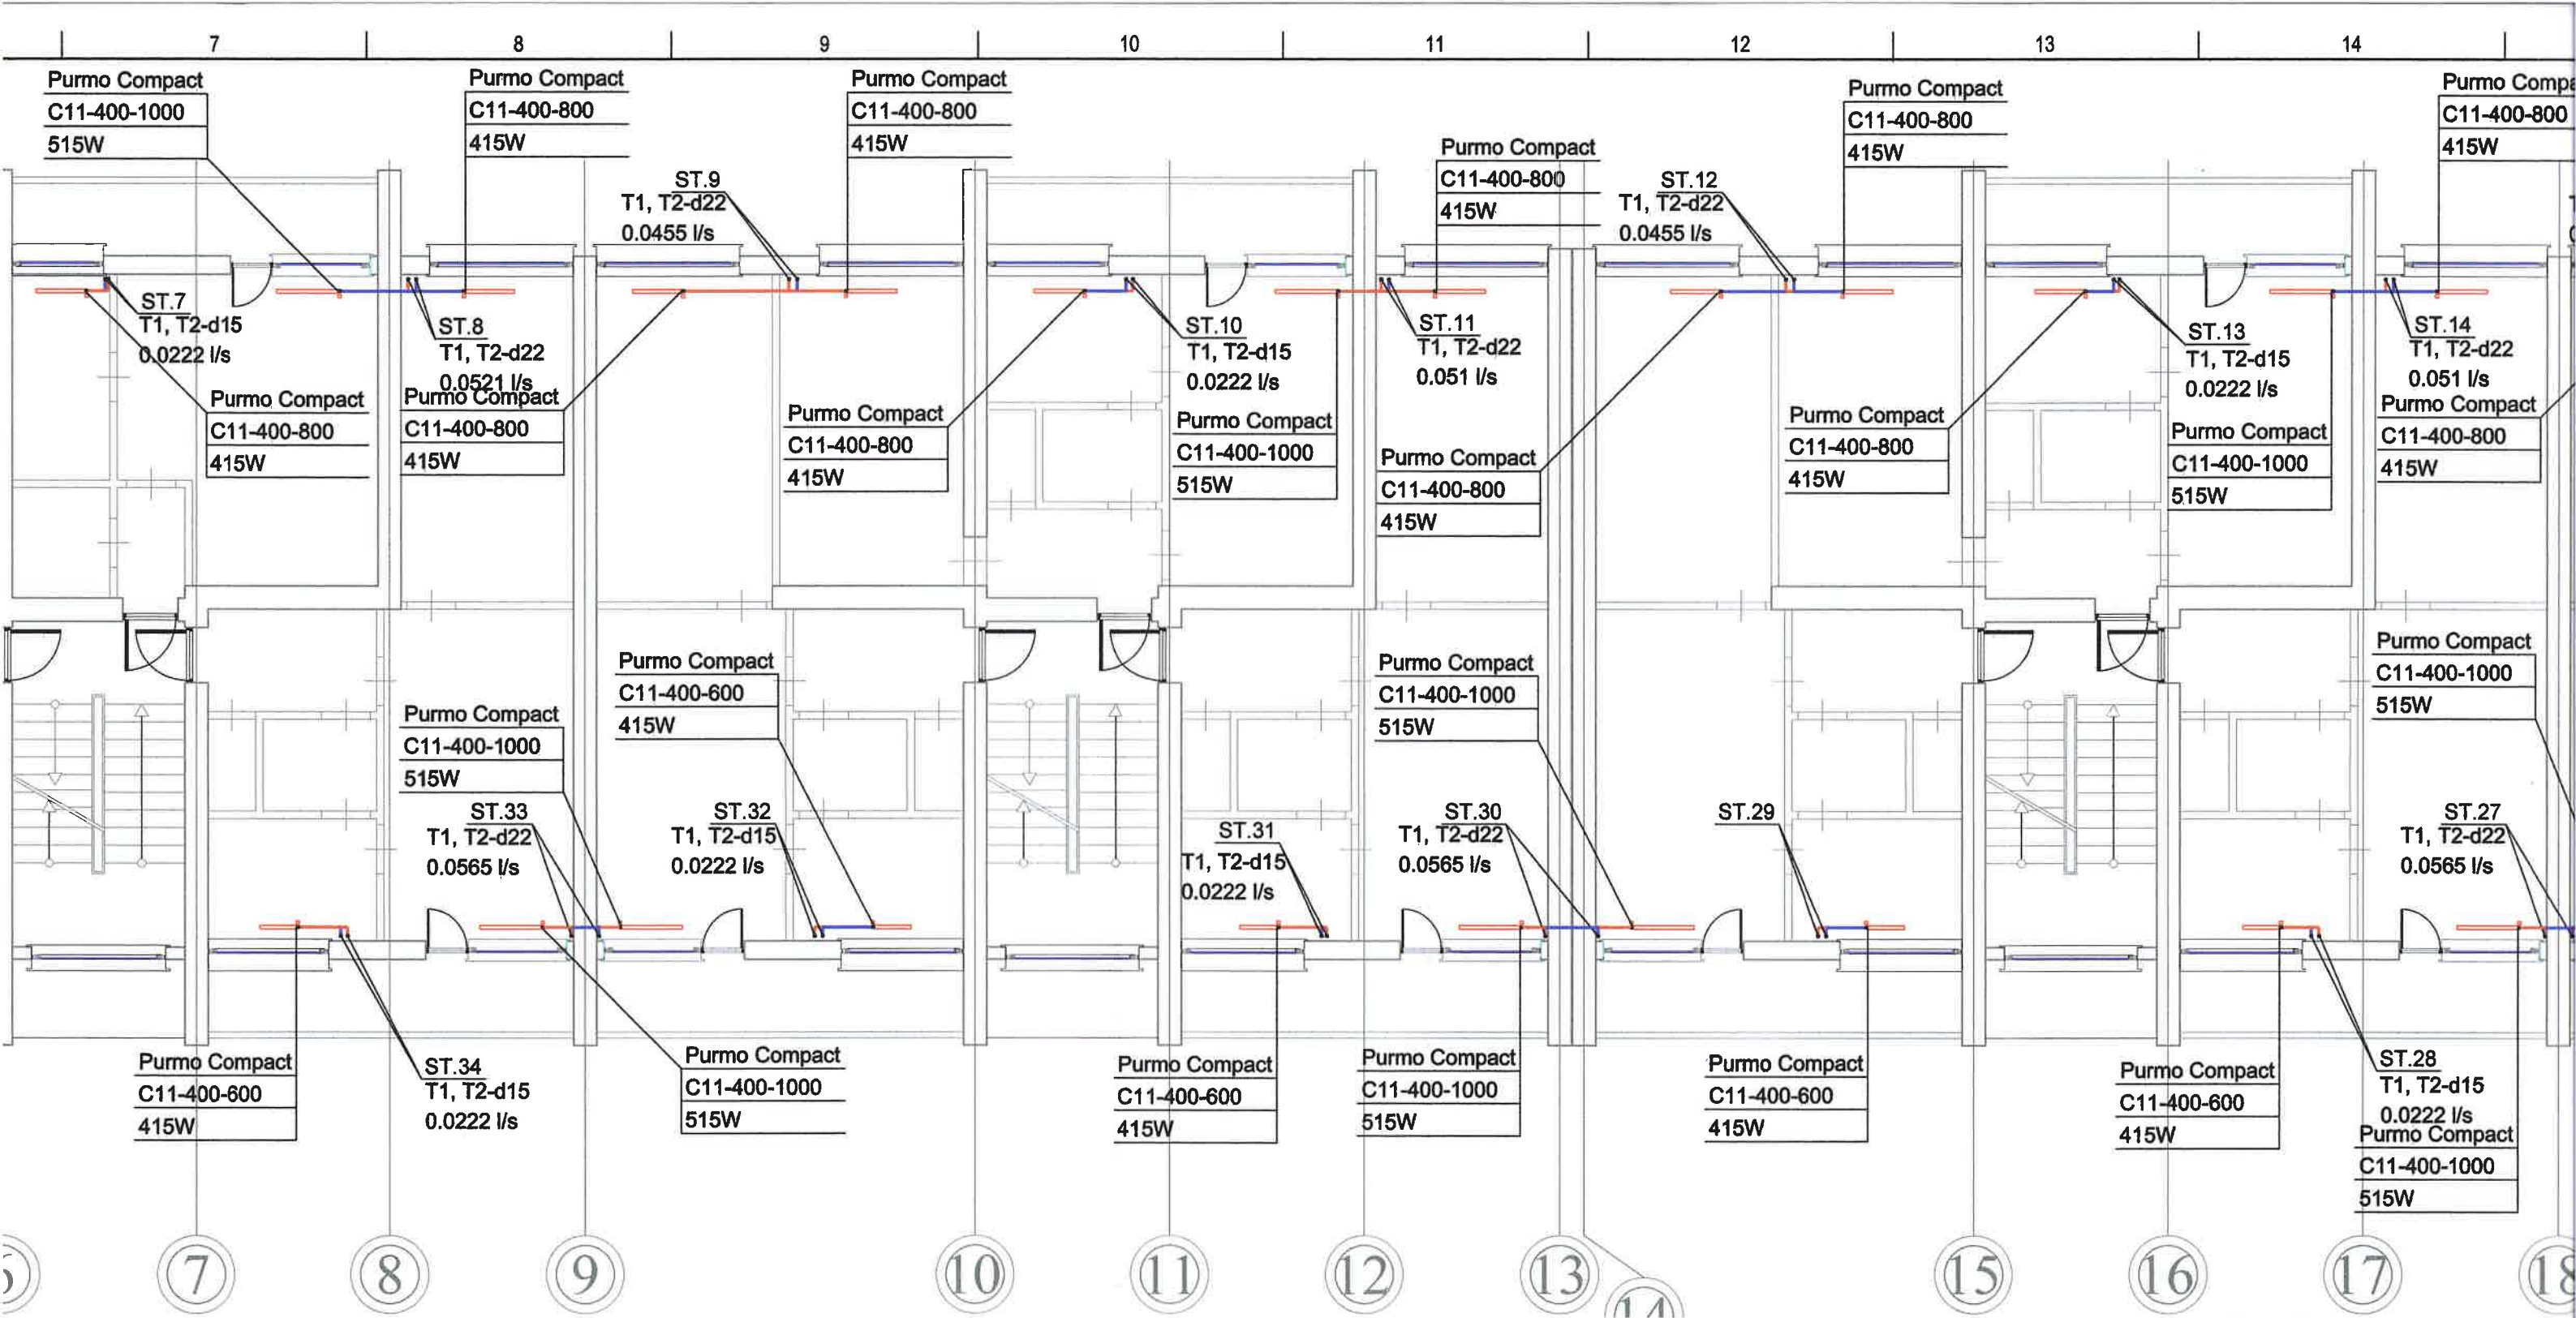 7
8
9
10
11
12
13
14
Purmo Compact
C11-400-1000
515W
Purmo Compact
C11-400-800
415W
Purmo Compact
C11-400-800
415W
Purmo Compact
C11-400-800
415W
Purmo Compact
C11-400-800
415W
Purmo Compa
C11-400-800
415W
ST.9
T1, T2-d22
0.0455 l/s
ST.12
T1, T2-d22
0.0455 l/s
ST.7
T1, T2-d15
0.0222 l/s
ST.8
T1, T2-d22
0.0521 l/s
ST.10
T1, T2-d15
0.0222 l/s
ST.11
T1, T2-d22
0.051 l/s
ST.13
T1, T2-d15
0.0222 l/s
ST.14
T1, T2-d22
0.051 l/s
Purmo Compact
C11-400-800
415W
Purmo Compact
C11-400-800
415W
Purmo Compact
C11-400-800
415W
Purmo Compact
C11-400-1000
515W
Purmo Compact
C11-400-800
415W
Purmo Compact
C11-400-800
415W
Purmo Compact
C11-400-1000
515W
Purmo Compact
C11-400-800
415W
Purmo Compact
C11-400-1000
515W
Purmo Compact
C11-400-600
415W
Purmo Compact
C11-400-1000
515W
Purmo Compact
C11-400-1000
515W
ST.33
T1, T2-d22
0.0565 l/s
ST.32
T1, T2-d15
0.0222 l/s
ST.31
T1, T2-d15
0.0222 l/s
ST.30
T1, T2-d22
0.0565 l/s
ST.29
ST.27
T1, T2-d22
0.0565 l/s
Purmo Compact
C11-400-600
415W
ST.34
T1, T2-d15
0.0222 l/s
Purmo Compact
C11-400-1000
515W
Purmo Compact
C11-400-600
415W
Purmo Compact
C11-400-1000
515W
Purmo Compact
C11-400-600
415W
Purmo Compact
C11-400-600
415W
ST.28
T1, T2-d15
0.0222 l/s
Purmo Compact
C11-400-1000
515W
7
8
9
10
11
12
13
14
15
16
17
18